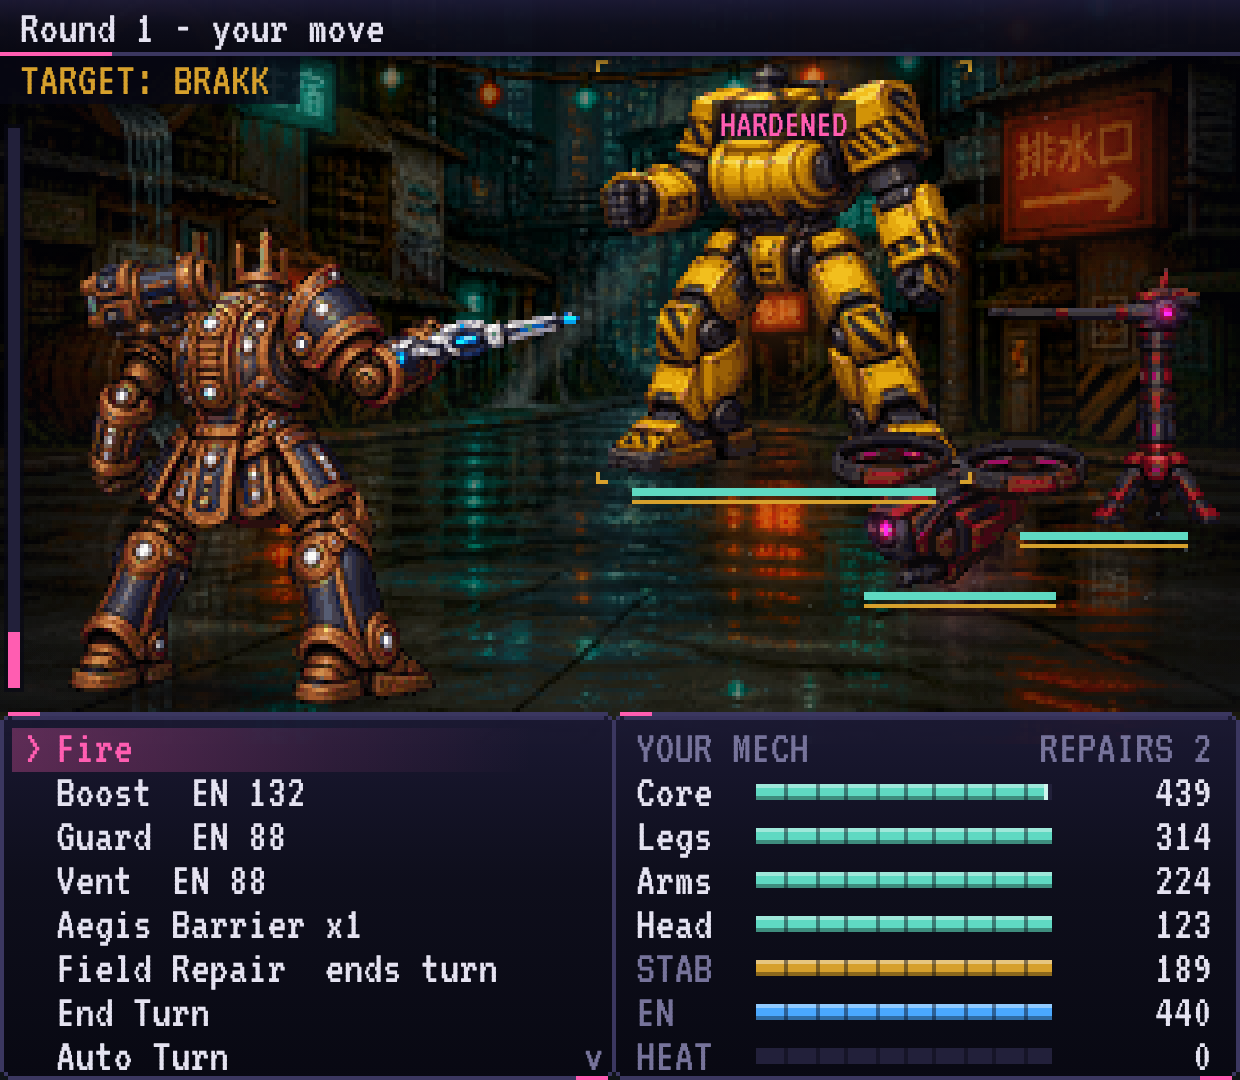 Round 1 - your move
TARGET: BRAKK
HARDENED
排水口
> Fire
Boost EN 132
Guard EN 88
Vent EN 88
Aegis Barrier x1
Field Repair ends turn
End Turn
Auto Turn v
YOUR MECH REPAIRS 2
Core 439
Legs 314
Arms 224
Head 123
STAB 189
EN 440
HEAT 0